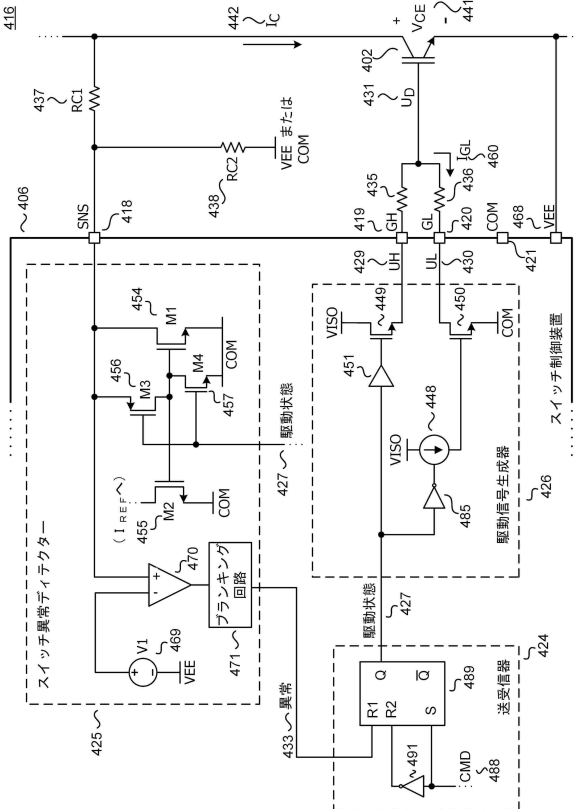 416
442
IC
441
+
VCE
-
402
437
RC1
431
UD
RC2
438
VEE または
COM
IGL
460
435
436
406
SNS
418
419
GH
GL
420
COM
421
468
VEE
429
UH
UL
430
スイッチ異常ディテクター
454
M1
456
M3
M4
457
COM
VISO
449
450
COM
451
VISO
448
485
駆動信号生成器
426
スイッチ制御装置
駆動状態
427
( IREFへ)
455
M2
COM
470
+
-
V1
469
+
-
VEE
ブランキング
回路
471
425
433
異常
駆動状態
427
送受信器
424
R1
Q
R2
Q
S
489
491
CMD
488